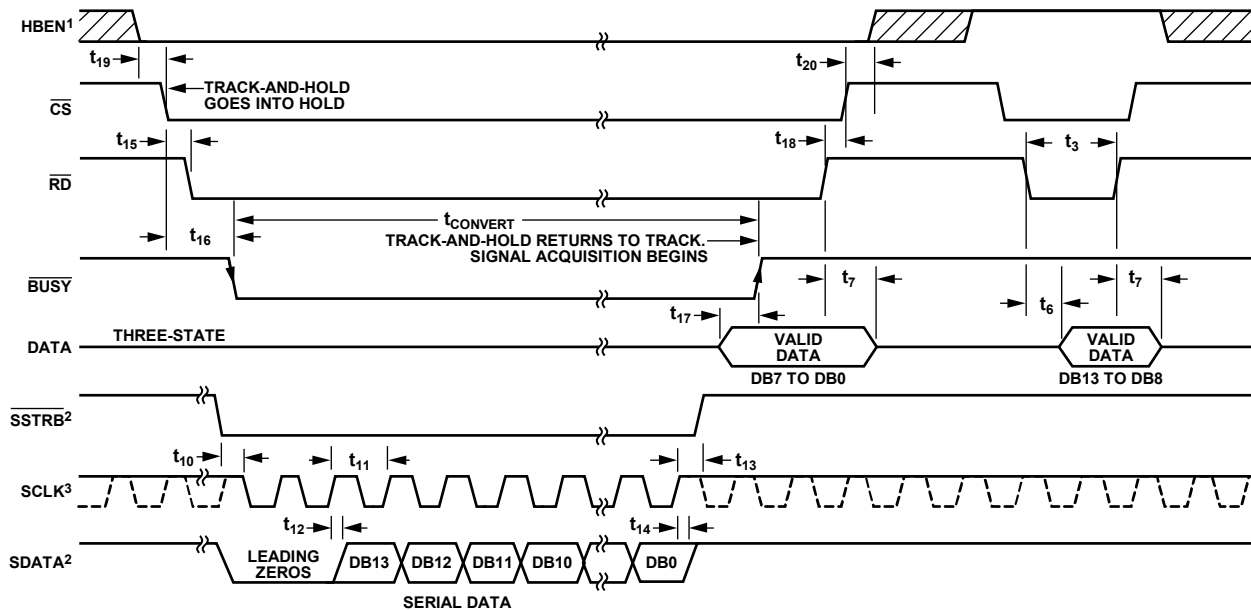 HBEN1
t19
t20
TRACK-AND-HOLD
GOES INTO HOLD
CS
t15
t18
t3
RD
tCONVERT
t16
TRACK-AND-HOLD RETURNS TO TRACK.
SIGNAL ACQUISITION BEGINS
BUSY
t7
t7
t17
t6
THREE-STATE
DATA
VALID
DATA
VALID
DATA
DB7 TO DB0
DB13 TO DB8
SSTRB2
t10
t11
t13
SCLK3
t12
t14
SDATA2
LEADING
ZEROS
DB13
DB12
DB11
DB10
DB0
SERIAL DATA